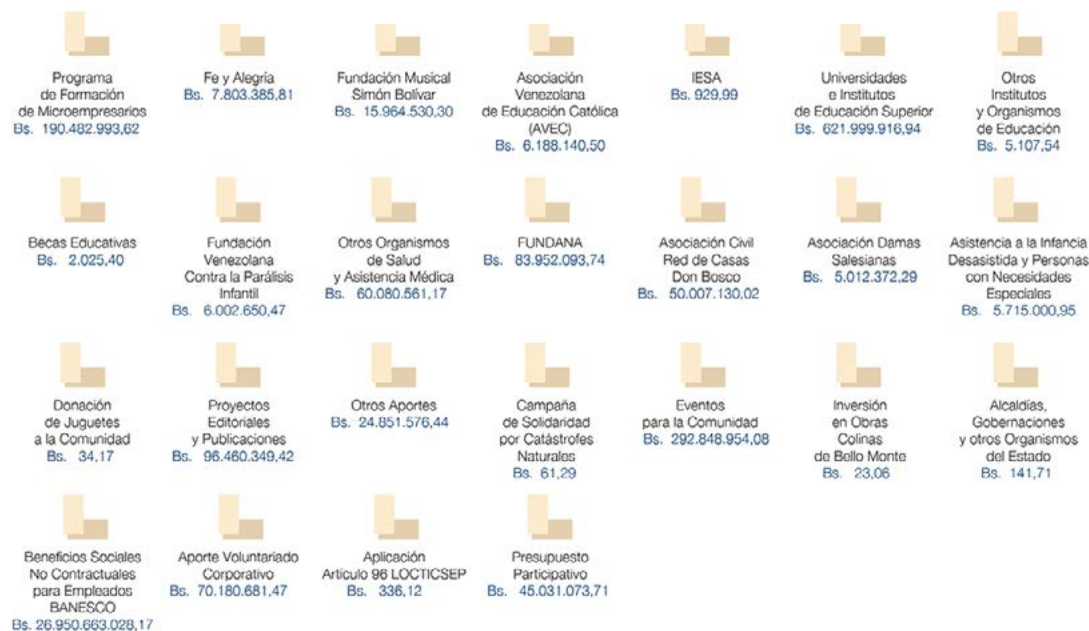 Programa
de Formación
de Microempresarios
Bs. 190.482.993,62
Fe y Alegría
Bs. 7.803.385,81
Fundación Musical
Simón Bolívar
Bs. 15.964.530,30
Asociación
Venezolana
de Educación Católica
(AVEC)
Bs. 6.188.140,50
IESA
Bs. 929,99
Universidades
e Institutos
de Educación Superior
Bs. 621.999.916,94
Otros
Institutos
y Organismos
de Educación
Bs. 5.107,54
Becas Educativas
Bs. 2.025,40
Fundación
Venezolana
Contra la Parálisis
Infantil
Bs. 6.002.650,47
Otros Organismos
de Salud
y Asistencia Médica
Bs. 60.080.561,17
FUNDANA
Bs. 83.952.093,74
Asociación Civil
Red de Casas
Don Bosco
Bs. 50.007.130,02
Asociación Damas
Salesianas
Bs. 5.012.372,29
Asistencia a la Infancia
Desasistida y Personas
con Necesidades
Especiales
Bs. 5.715.000,95
Donación
de Juguetes
a la Comunidad
Bs. 34,17
Proyectos
Editoriales
y Publicaciones
Bs. 96.460.349,42
Otros Aportes
Bs. 24.851.576,44
Campaña
de Solidaridad
por Catástrofes
Naturales
Bs. 61,29
Eventos
para la Comunidad
Bs. 292.848.954,08
Inversión
en Obras
Colinas
de Bello Monte
Bs. 23,06
Alcaldías,
Gobernaciones
y otros Organismos
del Estado
Bs. 141,71
Beneficios Sociales
No Contractuales
para Empleados
BANESCO
Bs. 26.950.663.028,17
Aporte Voluntariado
Corporativo
Bs. 70.180.681,47
Aplicación
Artículo 96 LOCTICSEP
Bs. 336,12
Presupuesto
Participativo
Bs. 45.031.073,71